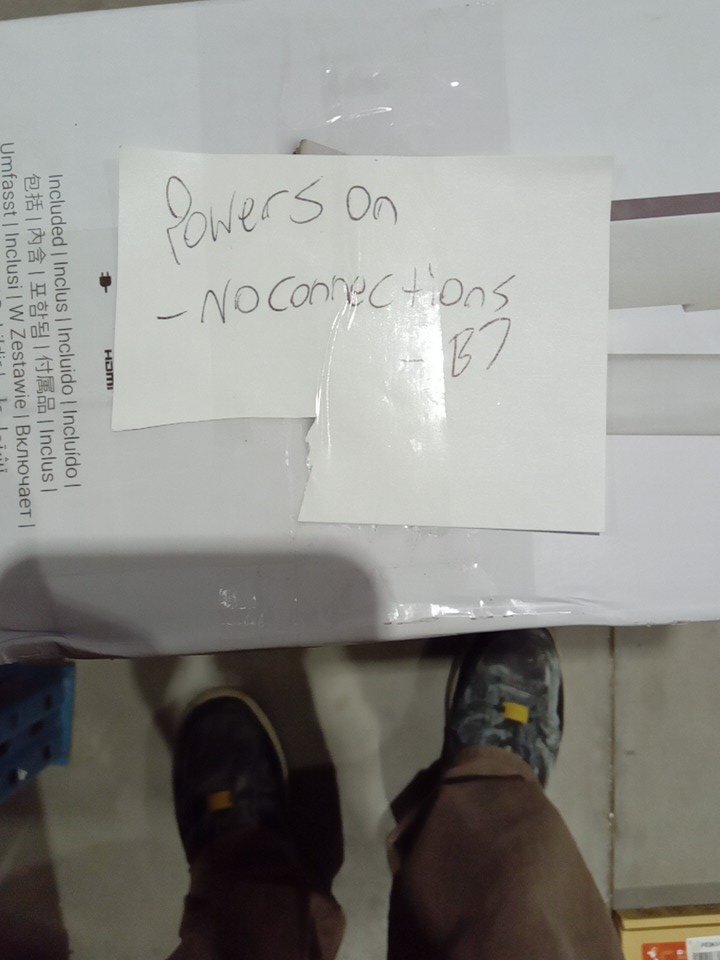 Powers On
- No connections
- B7
Included | Inclus | Incluido | Incluído |
包括 | 內含 | 포함됨 | 付属品 | Inclus |
Umfasst | Inclusi | W Zestawie | Включает |
HDMI